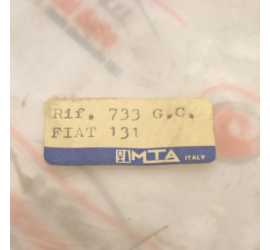 Rif. 733 G.C.
FIAT 131
MTA ITALY